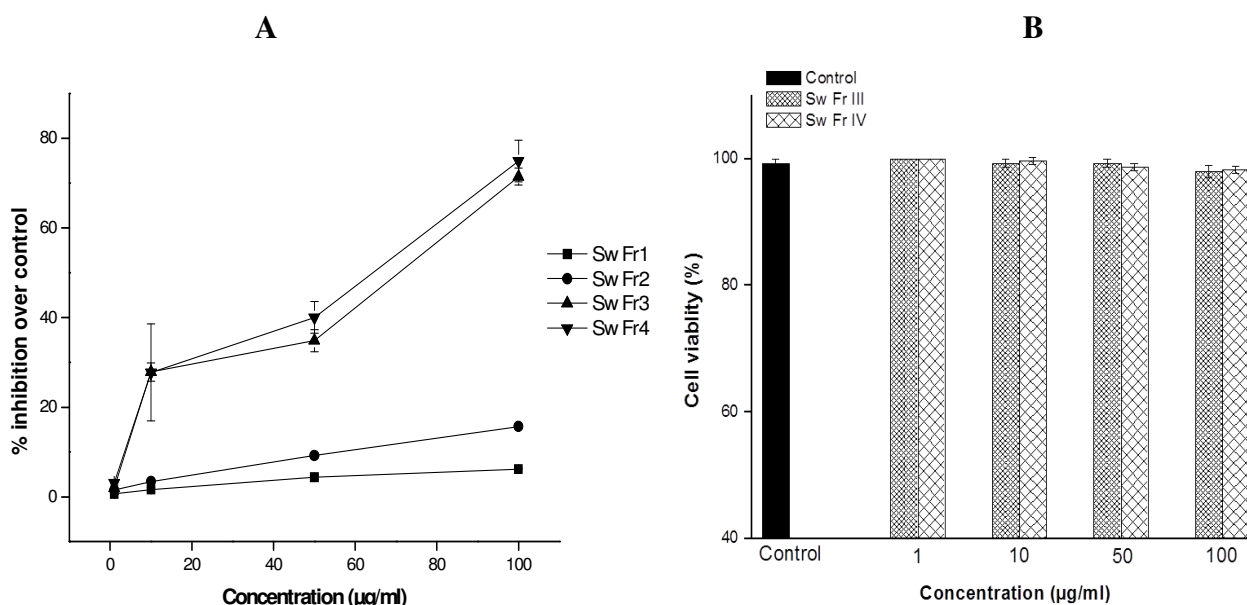 A
% inhibition over control
80
60
40
20
0
0 20 40 60 80 100
Concentration (µg/ml)
Sw Fr1
Sw Fr2
Sw Fr3
Sw Fr4
B
Control
Sw Fr III
Sw Fr IV
Cell viablity (%)
100
80
60
40
Control 1 10 50 100
Concentration (µg/ml)